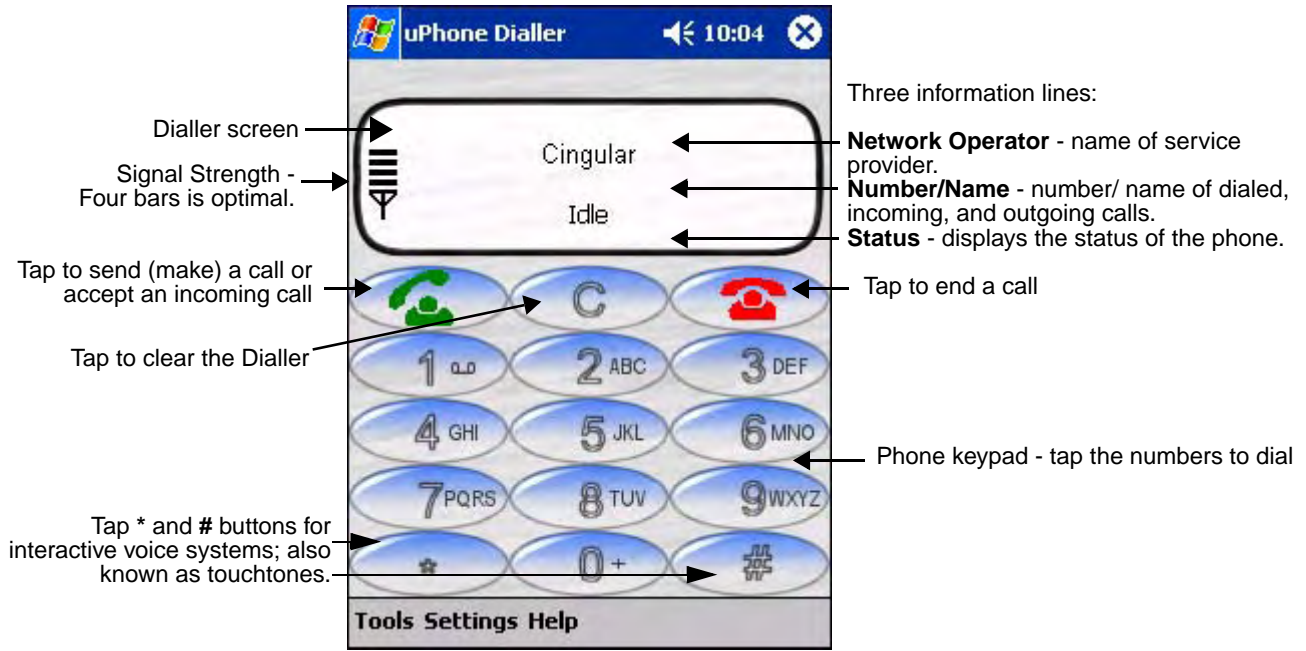 uPhone Dialler 10:04
Three information lines:
Dialler screen
Cingular
Network Operator - name of service
provider.
Signal Strength -
Four bars is optimal.
Number/Name - number/ name of dialed,
incoming, and outgoing calls.
Idle
Status - displays the status of the phone.
Tap to send (make) a call or
accept an incoming call
C
Tap to end a call
Tap to clear the Dialler
1
2 ABC
3 DEF
4 GHI
5 JKL
6 MNO
Phone keypad - tap the numbers to dial
7 PQRS
8 TUV
9 WXYZ
Tap * and # buttons for
interactive voice systems; also
known as touchtones.
*
0 +
#
Tools Settings Help